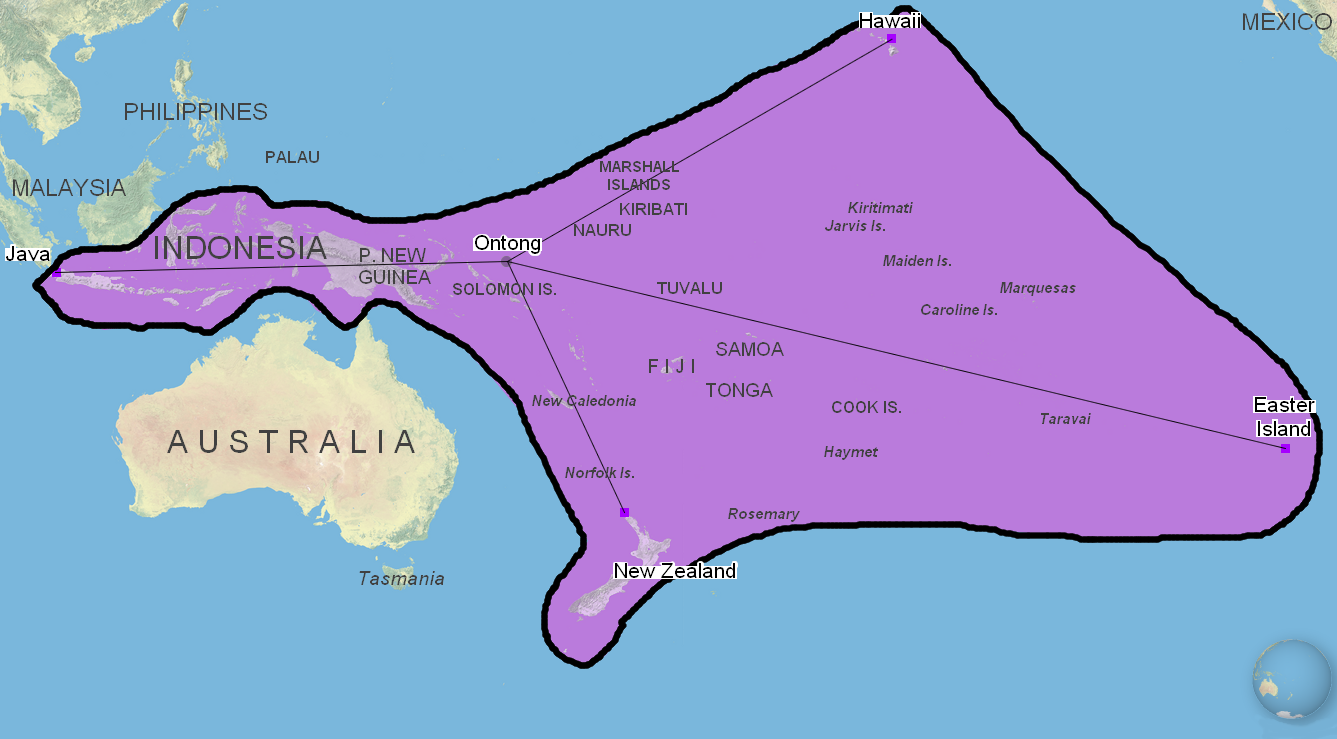 Hawaii
MEXICO
PHILIPPINES
PALAU
MARSHALL
ISLANDS
MALAYSIA
KIRIBATI
Kiritimati
Jarvis Is.
NAURU
Java
INDONESIA
Ontong
P. NEW
GUINEA
Maiden Is.
SOLOMON IS.
TUVALU
Marquesas
Caroline Is.
SAMOA
FIJI
TONGA
New Caledonia
COOK IS.
Easter
Island
Taravai
AUSTRALIA
Haymet
Norfolk Is.
Rosemary
Tasmania
New Zealand